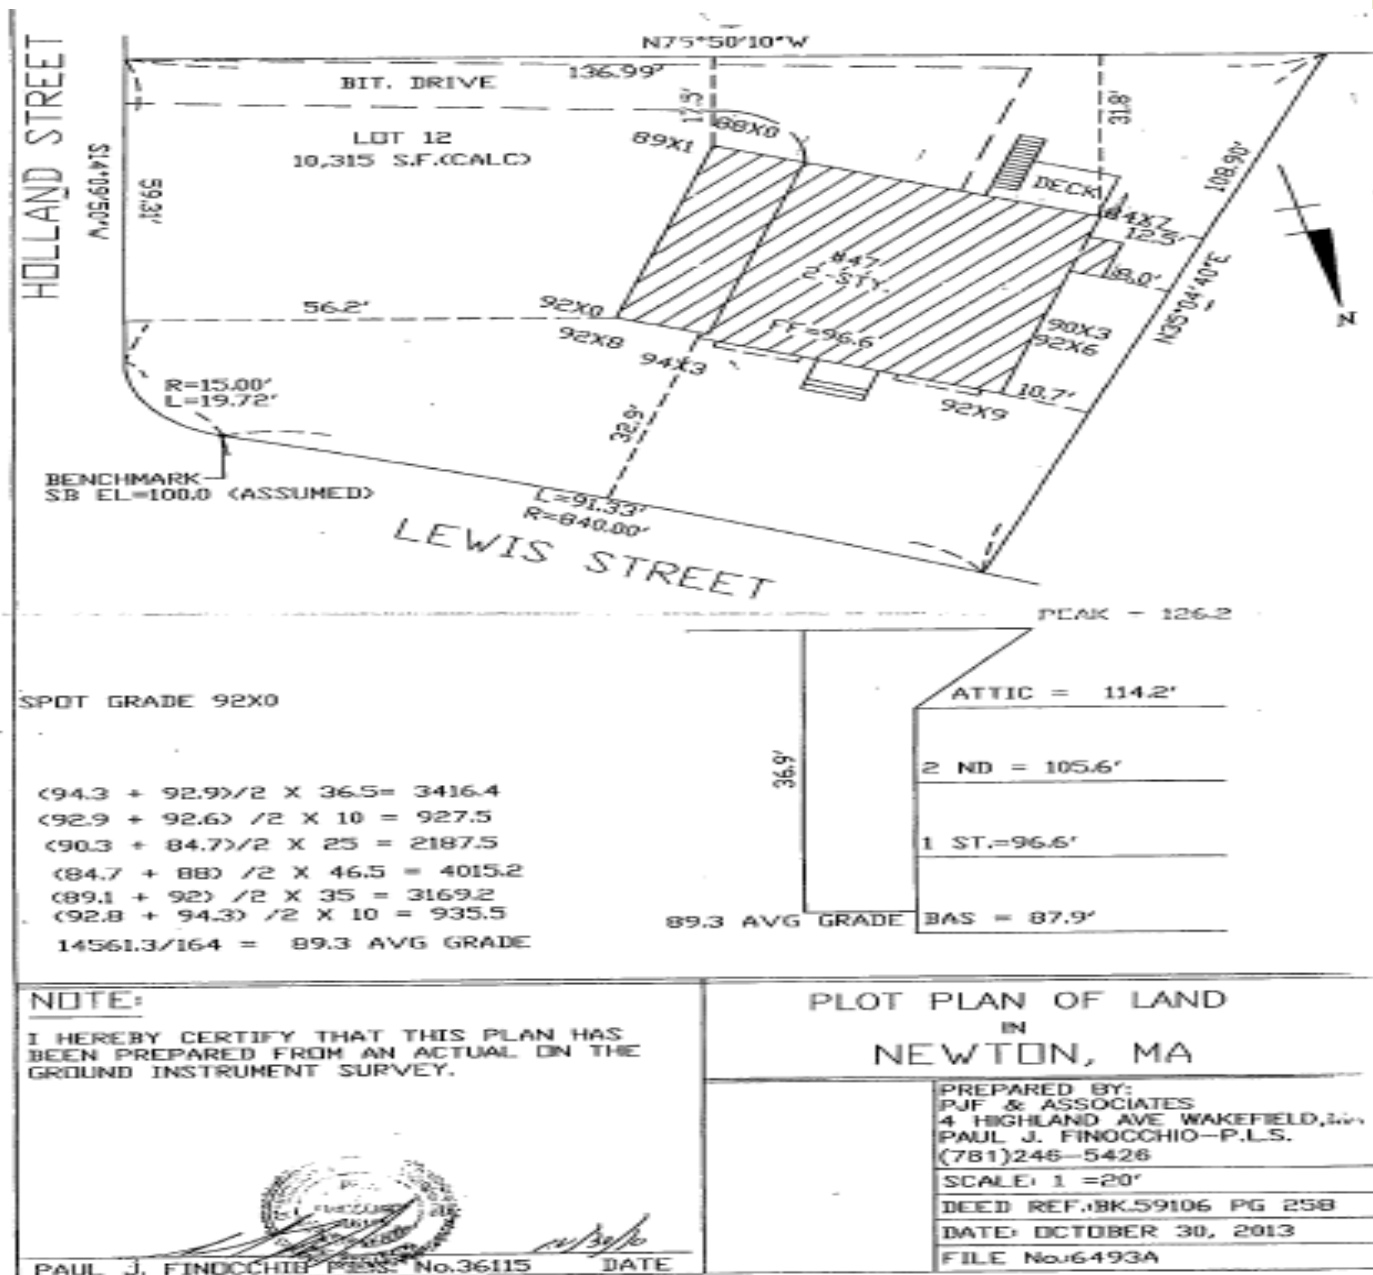 N75°50'10"W
HOLLAND STREET
S14°09'50"W
59.31'
BIT. DRIVE
136.99'
17.9'
31.8'
108.90'
LOT 12
10,315 S.F.(CALC)
89X1
88X0
DECK
84X7
12.5'
8.0'
N35°04'40"E
N
#47
2-STY.
FF=96.6'
56.2'
92X0
92X8
94X3
90X3
92X6
10.7'
92X9
32.9'
R=15.00'
L=19.72'
BENCHMARK
SB EL=100.0 (ASSUMED)
L=91.33'
R=840.00'
LEWIS STREET
PEAK = 126.2
SPOT GRADE 92X0
ATTIC = 114.2'
36.9'
2 ND = 105.6'
1 ST.=96.6'
89.3 AVG GRADE
BAS = 87.9'
(94.3 + 92.9)/2 X 36.5= 3416.4
(92.9 + 92.6) /2 X 10 = 927.5
(90.3 + 84.7)/2 X 25 = 2187.5
(84.7 + 88) /2 X 46.5 = 4015.2
(89.1 + 92) /2 X 35 = 3169.2
(92.8 + 94.3) /2 X 10 = 935.5
14561.3/164 = 89.3 AVG GRADE
NOTE:
I HEREBY CERTIFY THAT THIS PLAN HAS
BEEN PREPARED FROM AN ACTUAL ON THE
GROUND INSTRUMENT SURVEY.
PAUL J. FINOCCHIO P.L.S. No.36115 DATE
PLOT PLAN OF LAND
IN
NEWTON, MA
PREPARED BY:
PJF & ASSOCIATES
4 HIGHLAND AVE WAKEFIELD,
PAUL J. FINOCCHIO-P.L.S.
(781)246-5426
SCALE: 1 =20'
DEED REF.:BK.59106 PG 258
DATE: OCTOBER 30, 2013
FILE No.:6493A